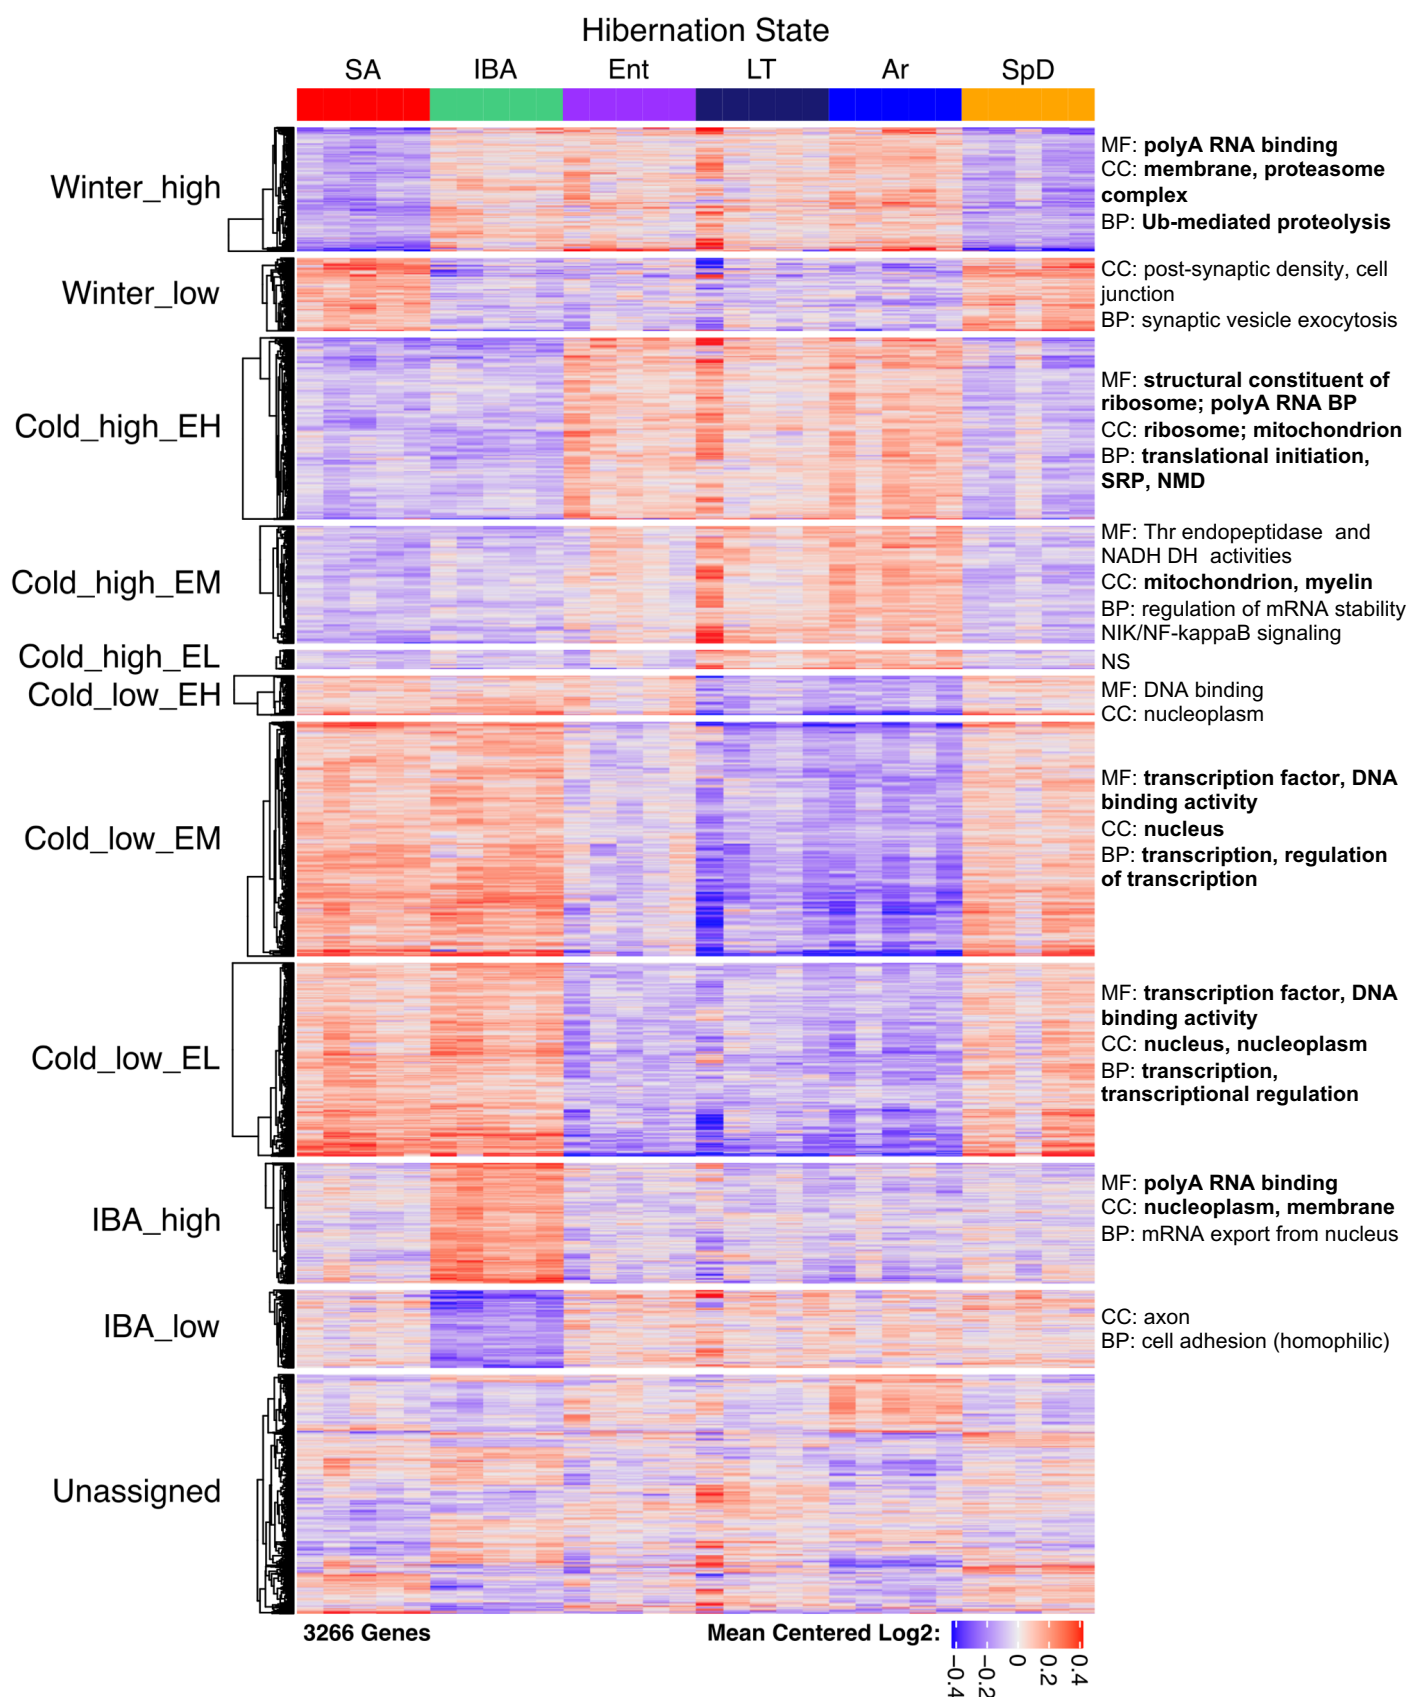 Hibernation State
SA IBA Ent LT Ar SpD
Winter_high
MF: polyA RNA binding
CC: membrane, proteasome
complex
BP: Ub-mediated proteolysis
Winter_low
CC: post-synaptic density, cell
junction
BP: synaptic vesicle exocytosis
Cold_high_EH
MF: structural constituent of
ribosome; polyA RNA BP
CC: ribosome; mitochondrion
BP: translational initiation,
SRP, NMD
Cold_high_EM
MF: Thr endopeptidase and
NADH DH activities
CC: mitochondrion, myelin
BP: regulation of mRNA stability
NIK/NF-kappaB signaling
Cold_high_EL
NS
Cold_low_EH
MF: DNA binding
CC: nucleoplasm
Cold_low_EM
MF: transcription factor, DNA
binding activity
CC: nucleus
BP: transcription, regulation
of transcription
Cold_low_EL
MF: transcription factor, DNA
binding activity
CC: nucleus, nucleoplasm
BP: transcription,
transcriptional regulation
IBA_high
MF: polyA RNA binding
CC: nucleoplasm, membrane
BP: mRNA export from nucleus
IBA_low
CC: axon
BP: cell adhesion (homophilic)
Unassigned
3266 Genes
Mean Centered Log2:
−0.4
−0.2
0
0.2
0.4